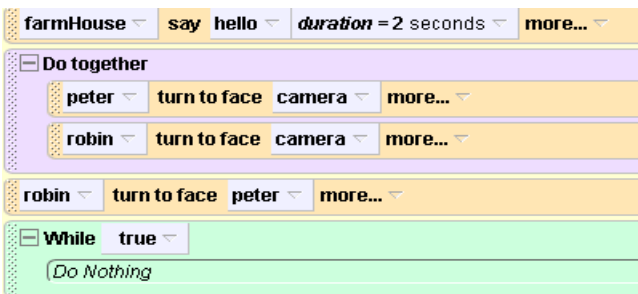 farmHouse say hello duration = 2 seconds more...
Do together
peter turn to face camera more...
robin turn to face camera more...
robin turn to face peter more...
While true
(Do Nothing